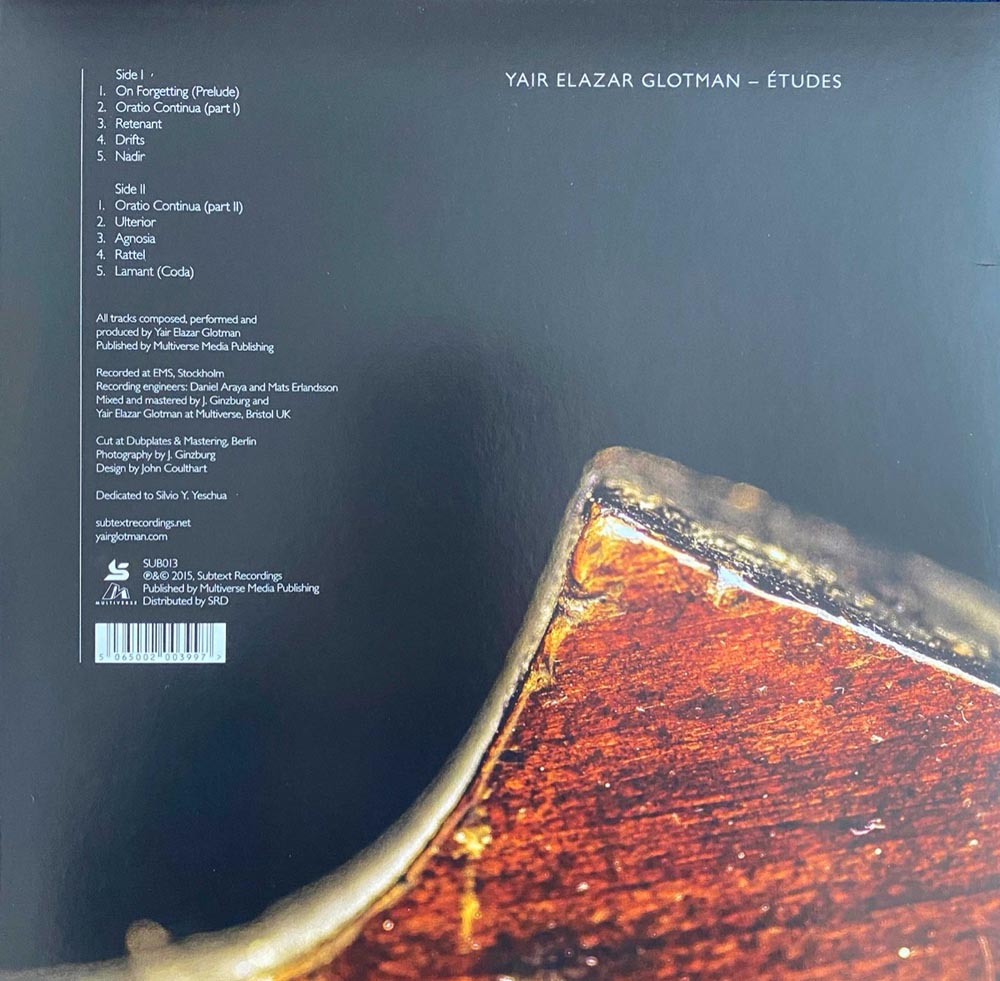 YAIR ELAZAR GLOTMAN – ÉTUDES
Side I
1. On Forgetting (Prelude)
2. Oratio Continua (part I)
3. Retenant
4. Drifts
5. Nadir
Side II
1. Oratio Continua (part II)
2. Ulterior
3. Agnosia
4. Rattel
5. Lamant (Coda)
All tracks composed, performed and
produced by Yair Elazar Glotman
Published by Multiverse Media Publishing
Recorded at EMS, Stockholm
Recording engineers: Daniel Araya and Mats Erlandsson
Mixed and mastered by J. Ginzburg and
Yair Elazar Glotman at Multiverse, Bristol UK
Cut at Dubplates & Mastering, Berlin
Photography by J. Ginzburg
Design by John Coulthart
Dedicated to Silvio Y. Yeschua
subtextrecordings.net
yairglotman.com
SUB013
℗&© 2015, Subtext Recordings
Published by Multiverse Media Publishing
MULTIVERSE Distributed by SRD
5 065002 003997 >